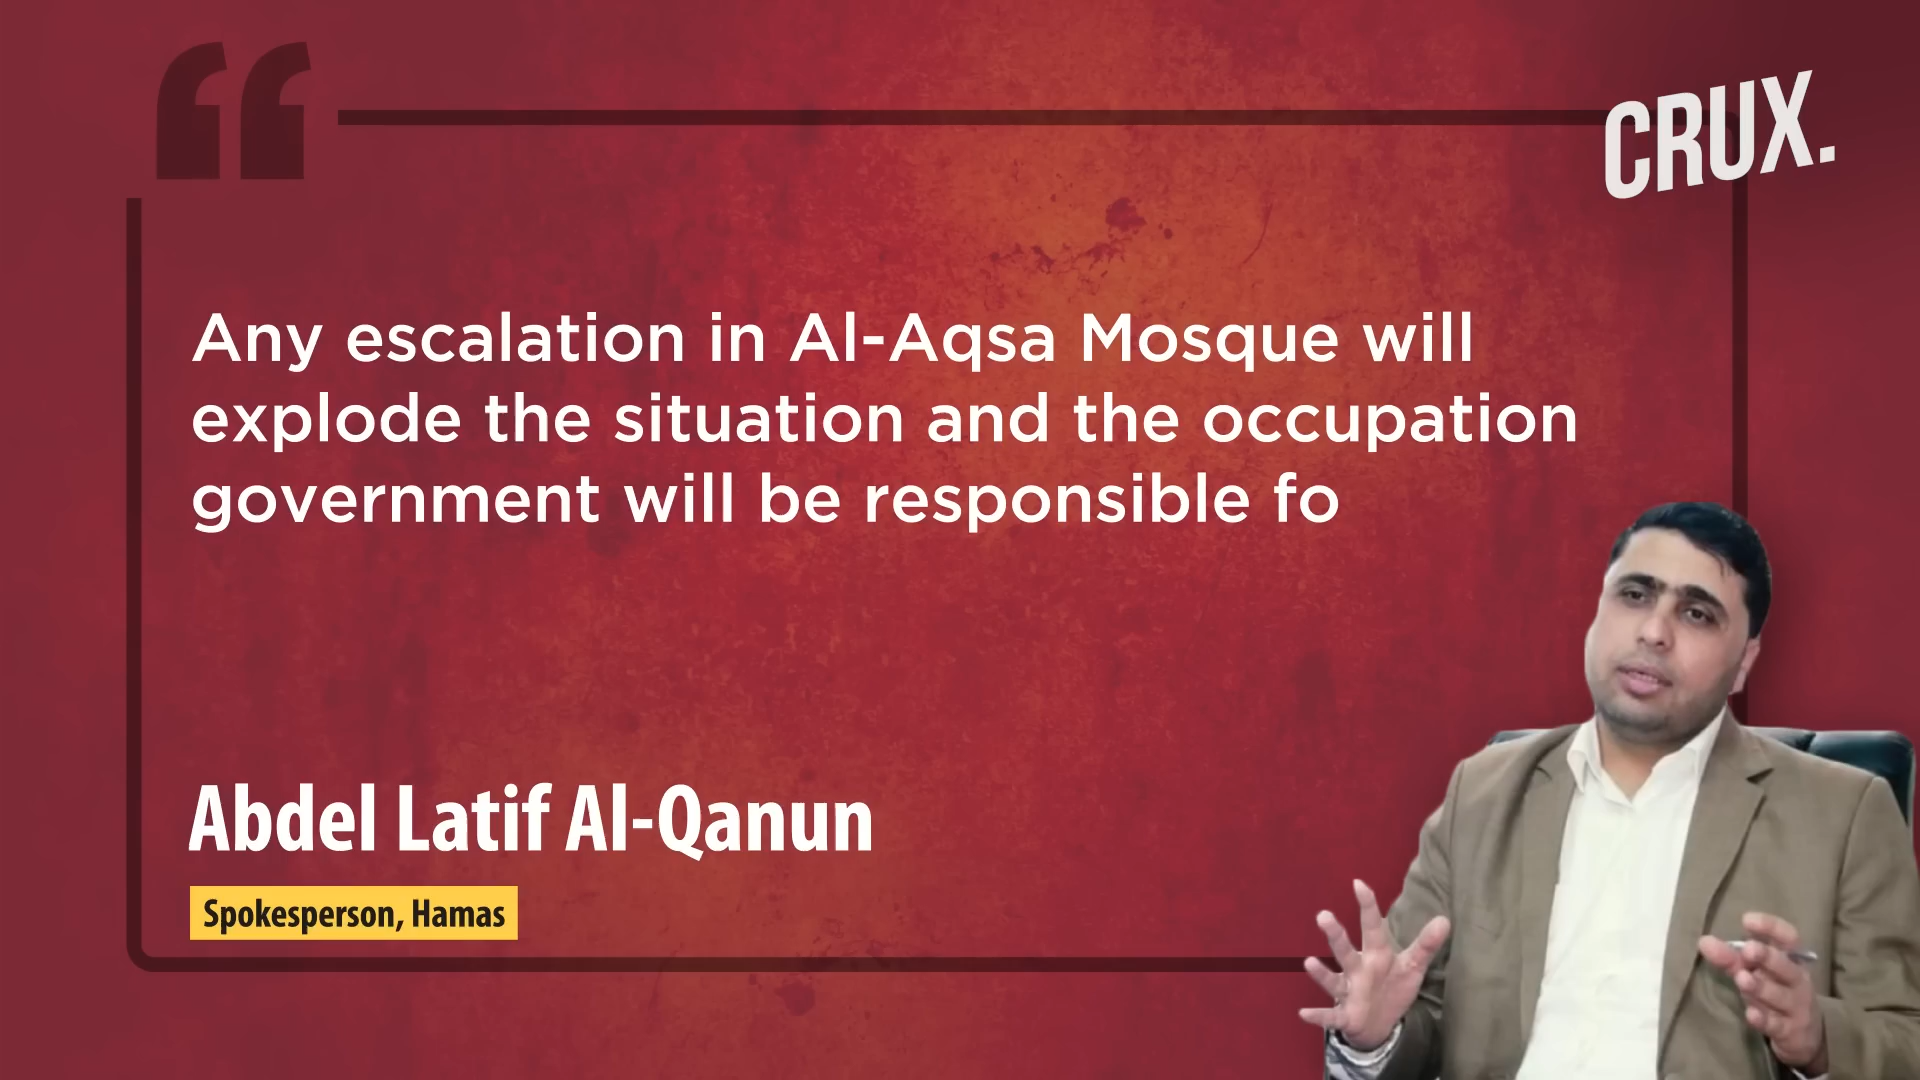 CRUX.
Any escalation in Al-Aqsa Mosque will
explode the situation and the occupation
government will be responsible fo
Abdel Latif Al-Qanun
Spokesperson, Hamas